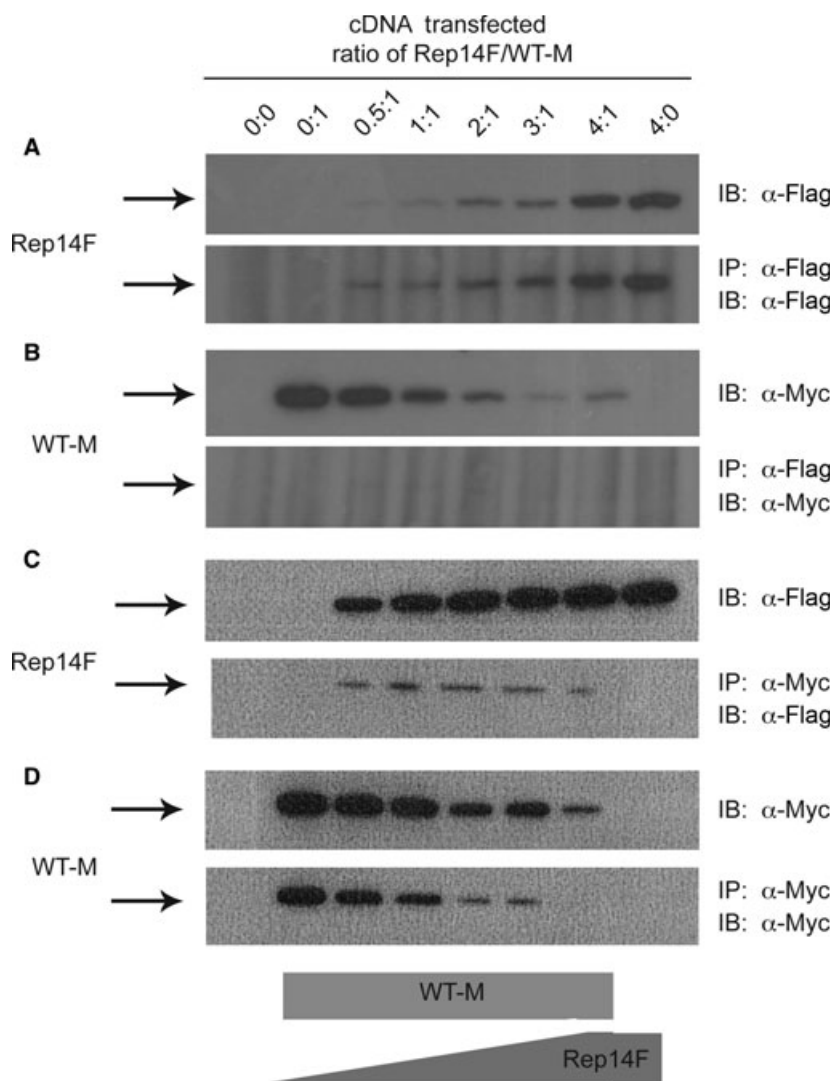 cDNA transfected
ratio of Rep14F/WT-M
0:0 0:1 0.5:1 1:1 2:1 3:1 4:1 4:0
A
Rep14F
IB: α-Flag
IP: α-Flag
IB: α-Flag
B
WT-M
IB: α-Myc
IP: α-Flag
IB: α-Myc
C
Rep14F
IB: α-Flag
IP: α-Myc
IB: α-Flag
D
WT-M
IB: α-Myc
IP: α-Myc
IB: α-Myc
WT-M
Rep14F